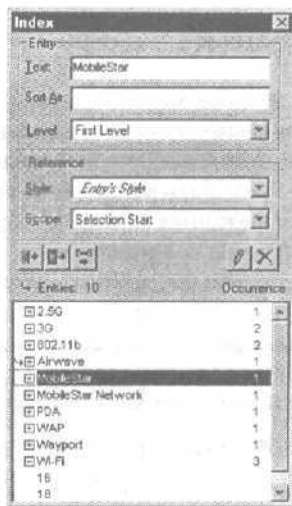 Index
Entry
Text: MobileStar
Sort As:
Level: First Level
Reference
Style: Entry's Style
Scope: Selection Start
Entries: 10 Occurrence
2.5G 1
3G 2
802.11b 2
Airwave 1
MobileStar 1
MobileStar Network 1
PDA 1
WAP 1
Wayport 1
Wi-Fi 3
16
18